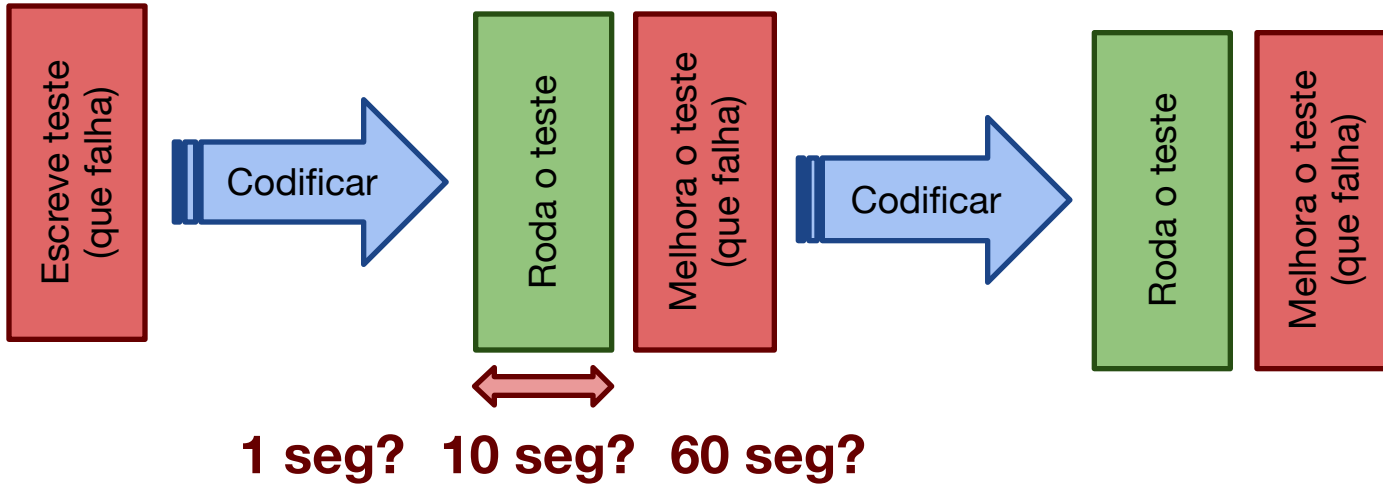 Escreve teste
(que falha)
Codificar
Roda o teste
Melhora o teste
(que falha)
Codificar
Roda o teste
Melhora o teste
(que falha)
1 seg? 10 seg? 60 seg?